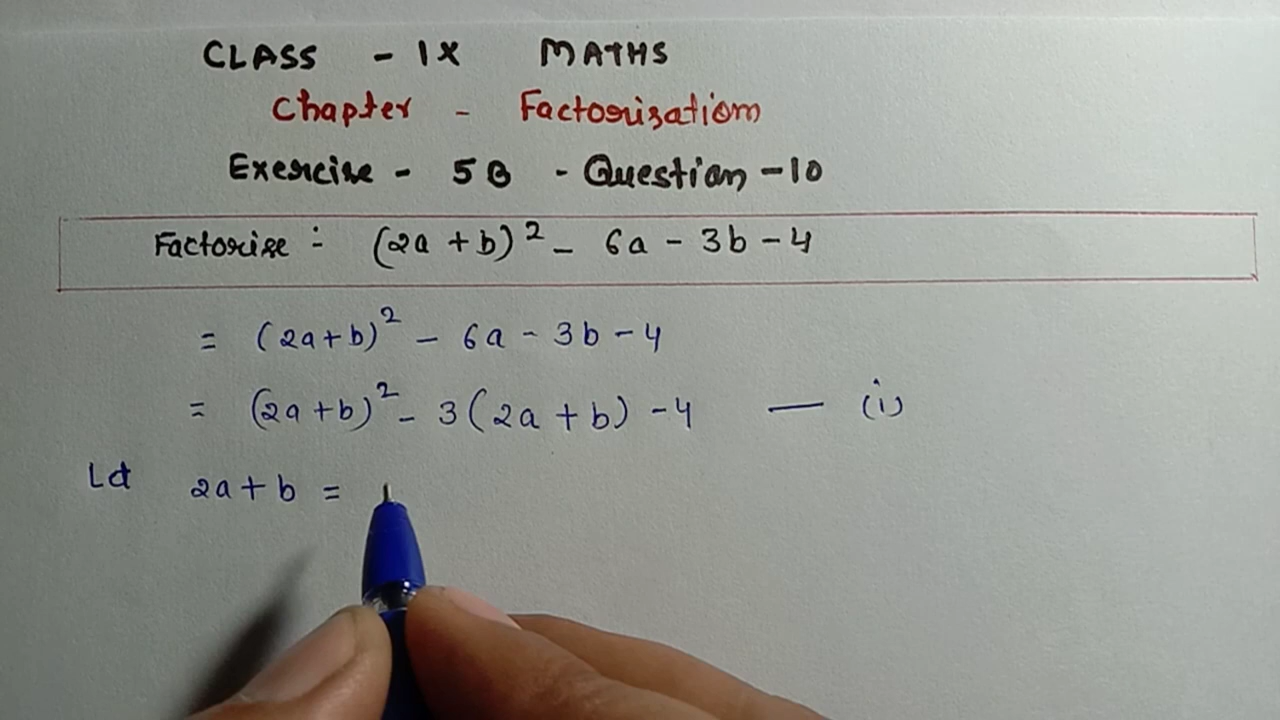 CLASS - IX MATHS
Chapter - Factorisation
Exercise - 5B - Question - 10
Factorise :- (2a + b)² - 6a - 3b - 4
= (2a + b)² - 6a - 3b - 4
= (2a + b)² - 3(2a + b) - 4 — (i)
Let 2a + b =